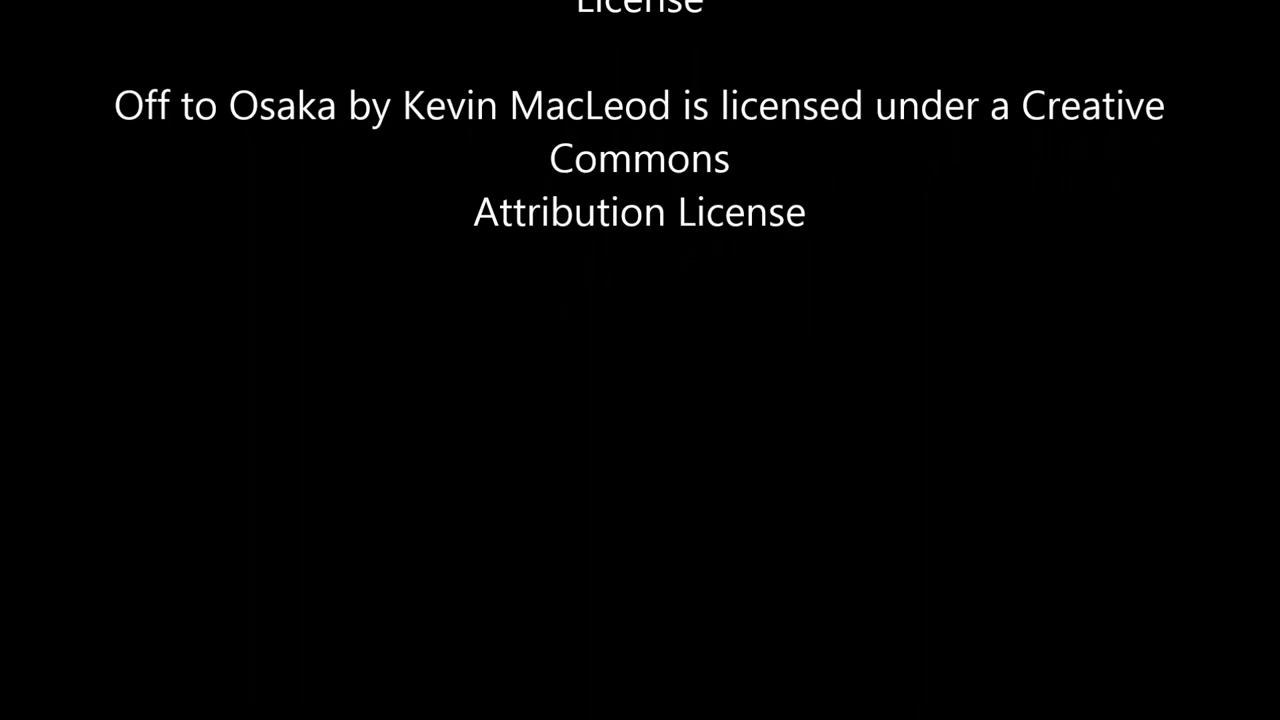 License
Off to Osaka by Kevin MacLeod is licensed under a Creative
Commons
Attribution License